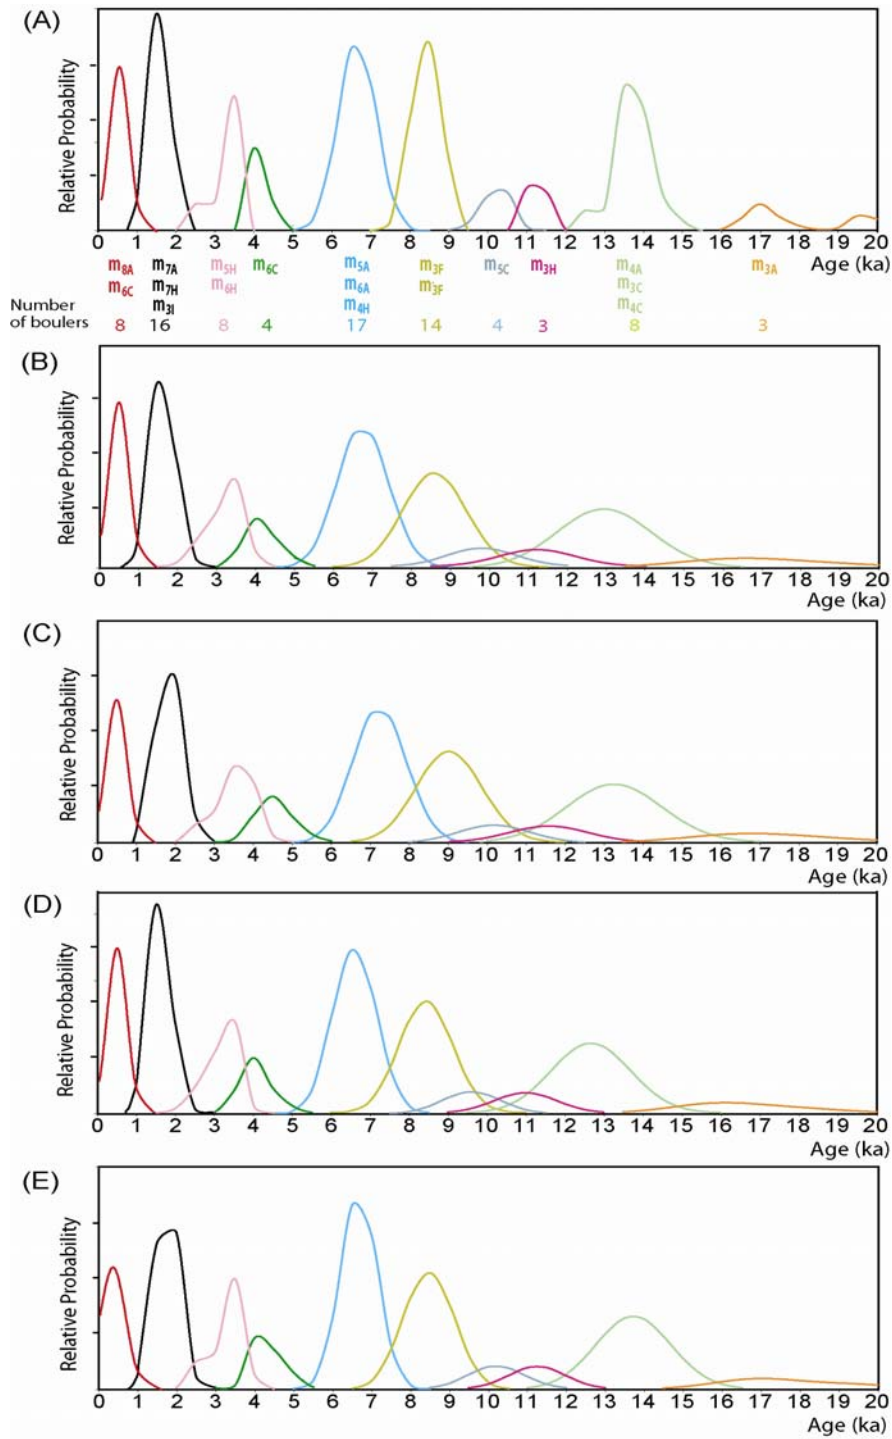 (A)
Relative Probability
0 1 2 3 4 5 6 7 8 9 10 11 12 13 14 15 16 17 18 19 20
m8A m7A m5H m6C m5A m3F m5C m3H m4A m3A Age (ka)
m6C m7H m6H m6A m3F m3C
m3I m4H m4C
Number
of boulers 8 16 8 4 17 14 4 3 8 3
(B)
Relative Probability
0 1 2 3 4 5 6 7 8 9 10 11 12 13 14 15 16 17 18 19 20
Age (ka)
(C)
Relative Probability
0 1 2 3 4 5 6 7 8 9 10 11 12 13 14 15 16 17 18 19 20
Age (ka)
(D)
Relative Probability
0 1 2 3 4 5 6 7 8 9 10 11 12 13 14 15 16 17 18 19 20
Age (ka)
(E)
Relative Probability
0 1 2 3 4 5 6 7 8 9 10 11 12 13 14 15 16 17 18 19 20
Age (ka)